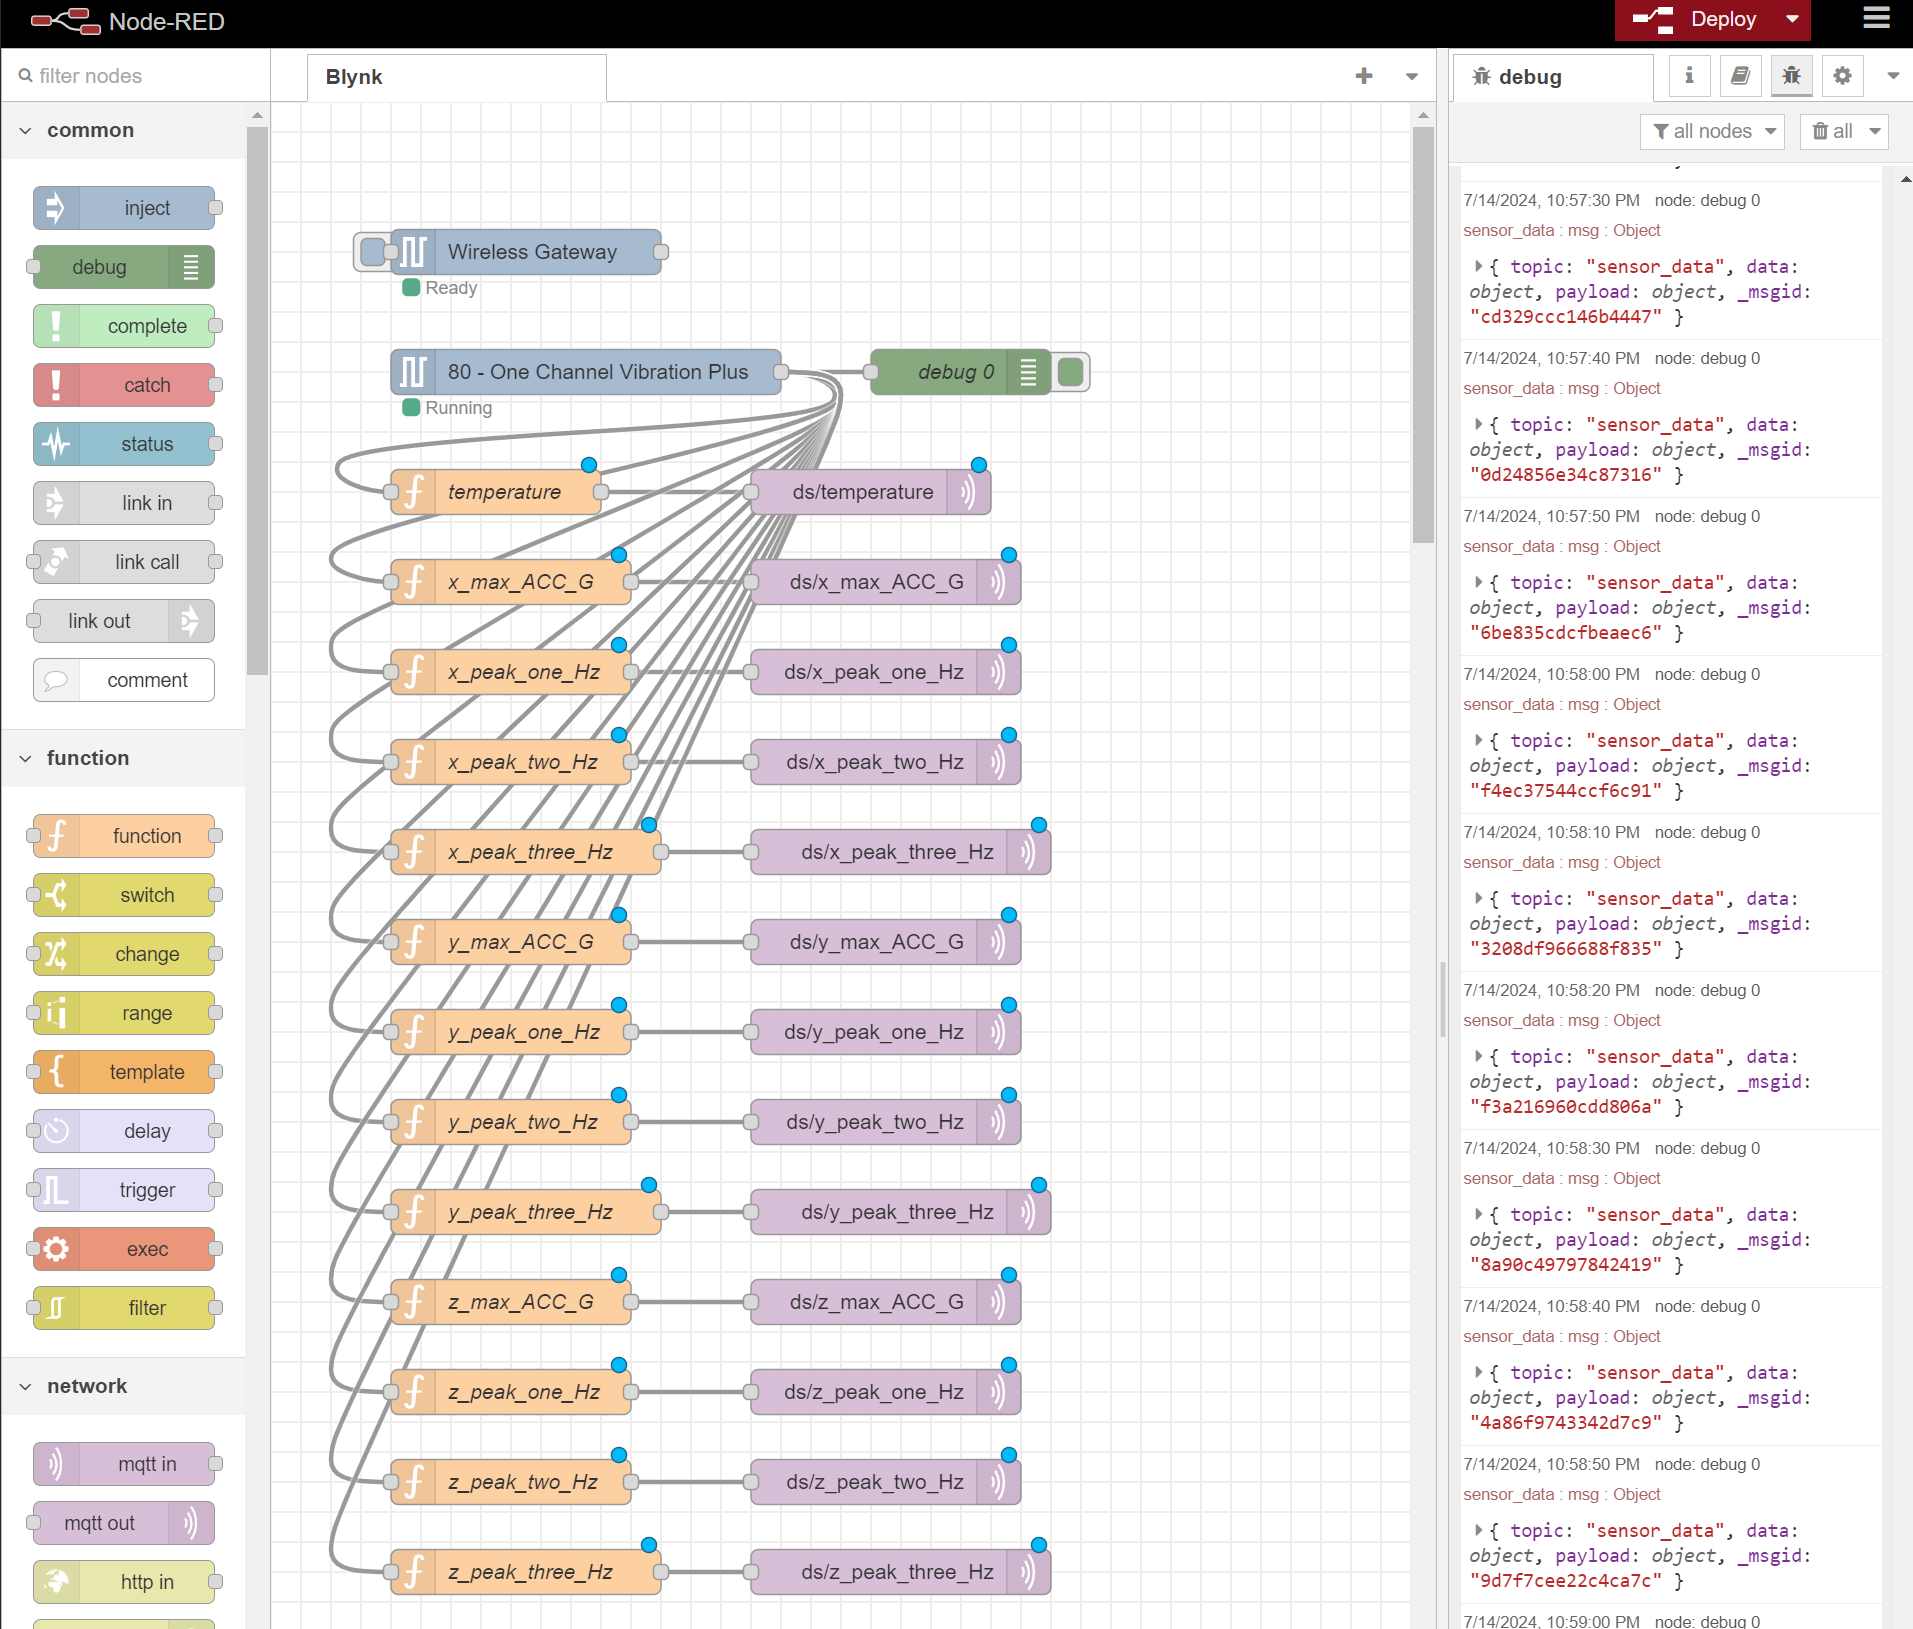 Node-RED
Deploy
filter nodes
Blynk
debug
all nodes
all
common
inject
debug
complete
catch
status
link in
link call
link out
comment
function
function
switch
change
range
template
delay
trigger
exec
filter
network
mqtt in
mqtt out
http in
Wireless Gateway
Ready
80 - One Channel Vibration Plus
debug 0
Running
temperature
ds/temperature
x_max_ACC_G
ds/x_max_ACC_G
x_peak_one_Hz
ds/x_peak_one_Hz
x_peak_two_Hz
ds/x_peak_two_Hz
x_peak_three_Hz
ds/x_peak_three_Hz
y_max_ACC_G
ds/y_max_ACC_G
y_peak_one_Hz
ds/y_peak_one_Hz
y_peak_two_Hz
ds/y_peak_two_Hz
y_peak_three_Hz
ds/y_peak_three_Hz
z_max_ACC_G
ds/z_max_ACC_G
z_peak_one_Hz
ds/z_peak_one_Hz
z_peak_two_Hz
ds/z_peak_two_Hz
z_peak_three_Hz
ds/z_peak_three_Hz
7/14/2024, 10:57:30 PM node: debug 0
sensor_data : msg : Object
{ topic: "sensor_data", data:
object, payload: object, _msgid:
"cd329ccc146b4447" }
7/14/2024, 10:57:40 PM node: debug 0
sensor_data : msg : Object
{ topic: "sensor_data", data:
object, payload: object, _msgid:
"0d24856e34c87316" }
7/14/2024, 10:57:50 PM node: debug 0
sensor_data : msg : Object
{ topic: "sensor_data", data:
object, payload: object, _msgid:
"6be835cdcfbeaec6" }
7/14/2024, 10:58:00 PM node: debug 0
sensor_data : msg : Object
{ topic: "sensor_data", data:
object, payload: object, _msgid:
"f4ec37544ccf6c91" }
7/14/2024, 10:58:10 PM node: debug 0
sensor_data : msg : Object
{ topic: "sensor_data", data:
object, payload: object, _msgid:
"3208df966688f835" }
7/14/2024, 10:58:20 PM node: debug 0
sensor_data : msg : Object
{ topic: "sensor_data", data:
object, payload: object, _msgid:
"f3a216960cdd806a" }
7/14/2024, 10:58:30 PM node: debug 0
sensor_data : msg : Object
{ topic: "sensor_data", data:
object, payload: object, _msgid:
"8a90c49797842419" }
7/14/2024, 10:58:40 PM node: debug 0
sensor_data : msg : Object
{ topic: "sensor_data", data:
object, payload: object, _msgid:
"4a86f9743342d7c9" }
7/14/2024, 10:58:50 PM node: debug 0
sensor_data : msg : Object
{ topic: "sensor_data", data:
object, payload: object, _msgid:
"9d7f7cee22c4ca7c" }
7/14/2024, 10:59:00 PM node: debug 0